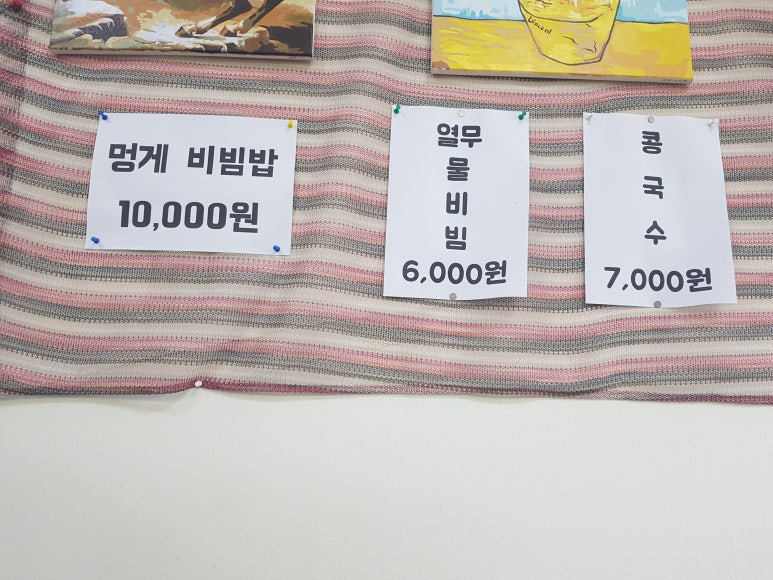 Vincent
멍게 비빔밥
10,000원
열무
물
비
빔
6,000원
콩
국
수
7,000원